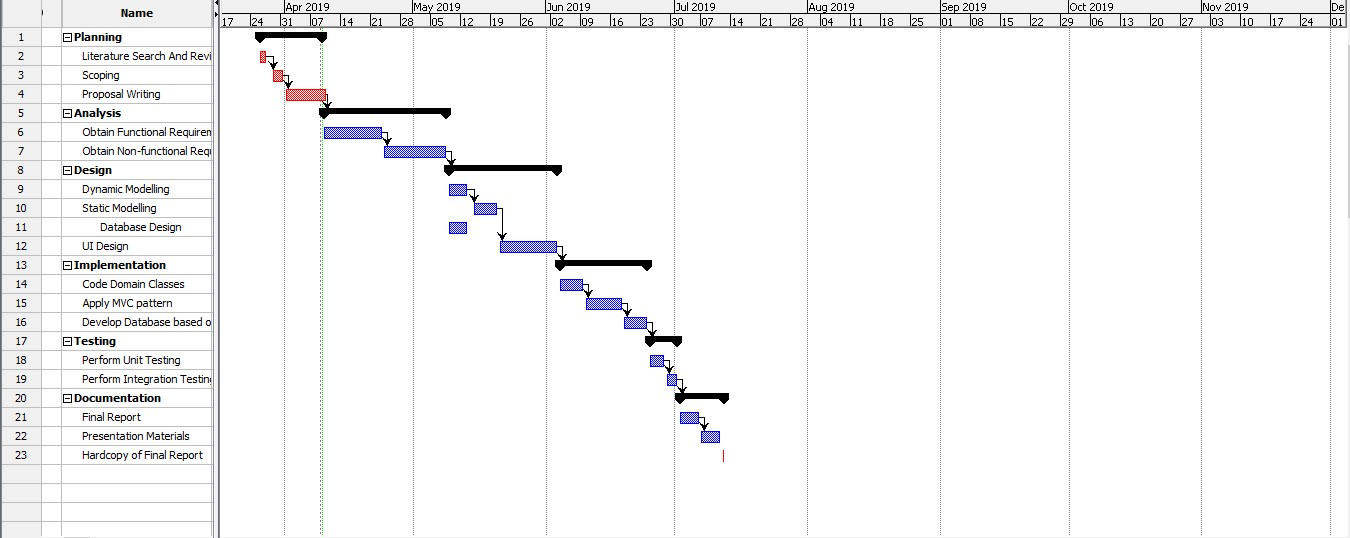 Name
Apr 2019 May 2019 Jun 2019 Jul 2019 Aug 2019 Sep 2019 Oct 2019 Nov 2019 De
17 24 31 07 14 21 28 05 12 19 26 02 09 16 23 30 07 14 21 28 04 11 18 25 01 08 15 22 29 06 13 20 27 03 10 17 24 01
1 Planning
2 Literature Search And Revi
3 Scoping
4 Proposal Writing
5 Analysis
6 Obtain Functional Requirem
7 Obtain Non-functional Requ
8 Design
9 Dynamic Modelling
10 Static Modelling
11 Database Design
12 UI Design
13 Implementation
14 Code Domain Classes
15 Apply MVC pattern
16 Develop Database based o
17 Testing
18 Perform Unit Testing
19 Perform Integration Testing
20 Documentation
21 Final Report
22 Presentation Materials
23 Hardcopy of Final Report